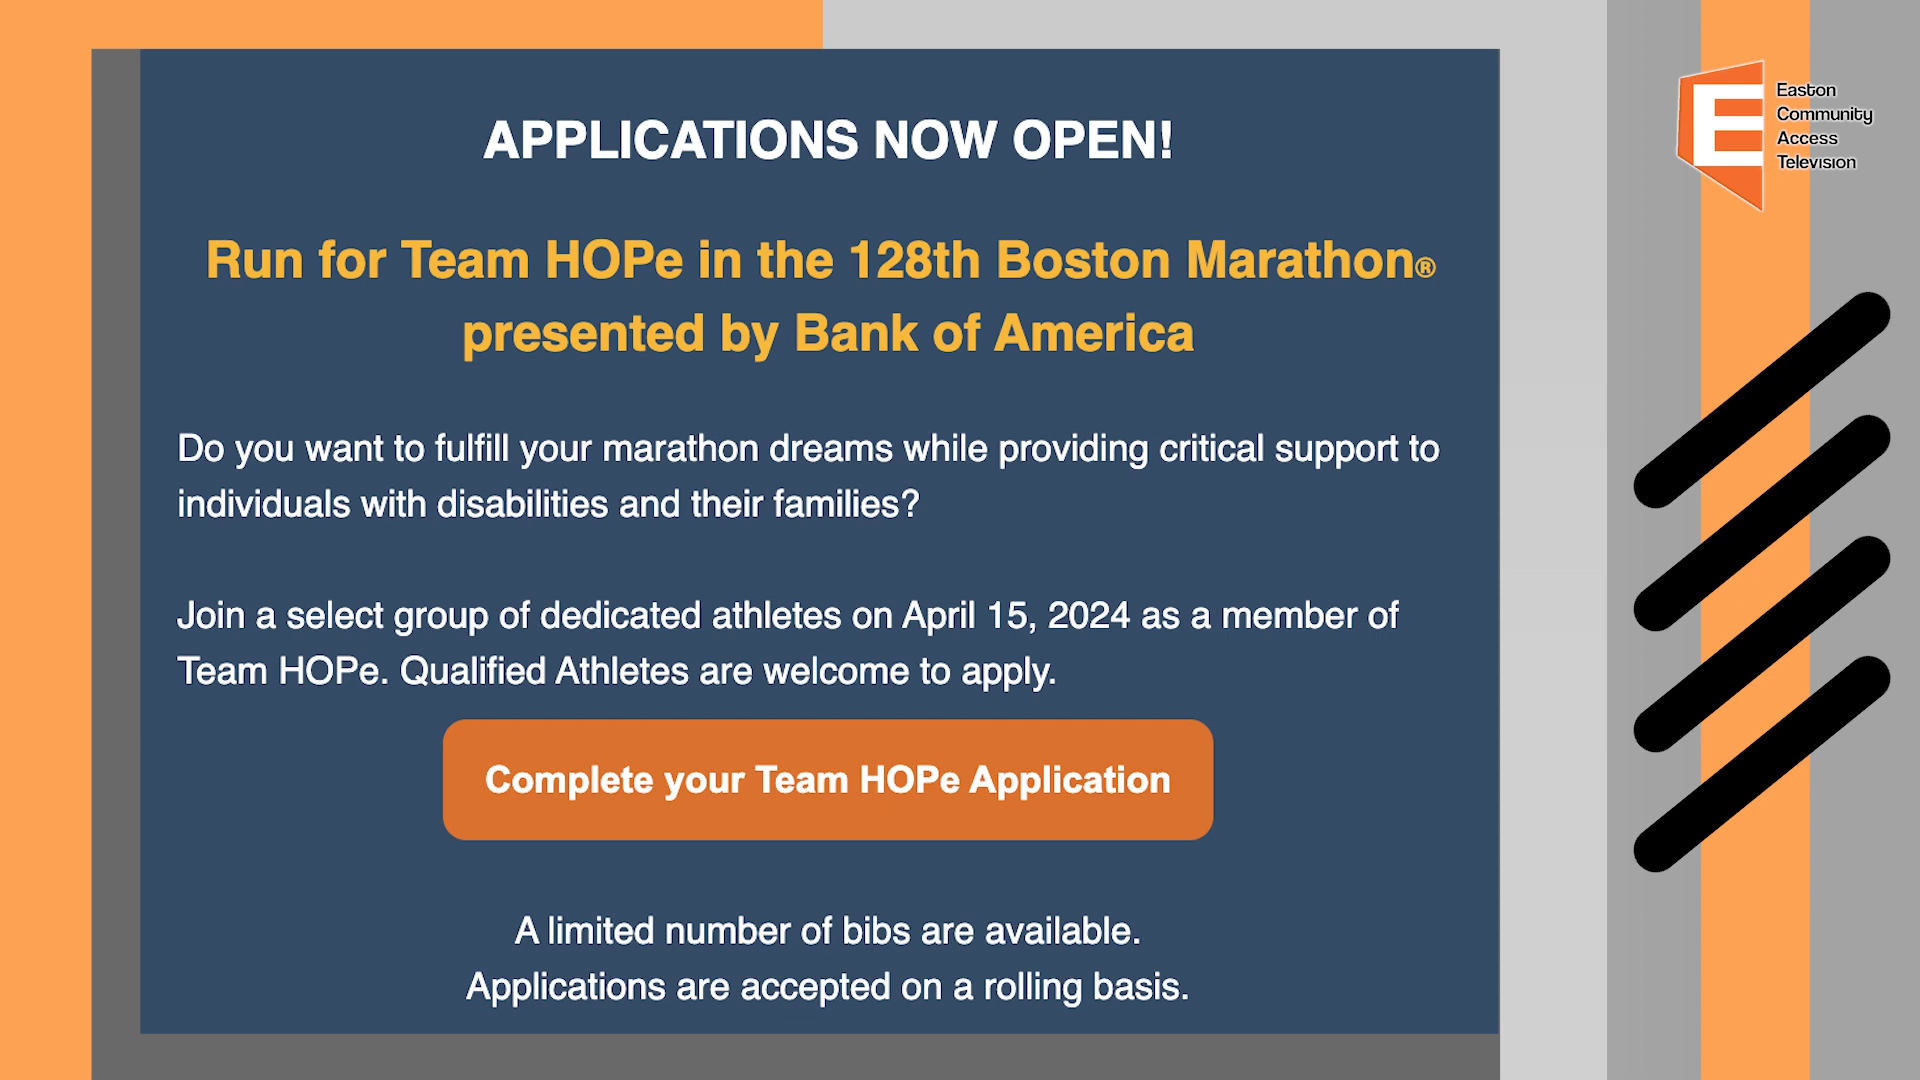 APPLICATIONS NOW OPEN!
Run for Team HOPe in the 128th Boston Marathon®
presented by Bank of America
Do you want to fulfill your marathon dreams while providing critical support to
individuals with disabilities and their families?
Join a select group of dedicated athletes on April 15, 2024 as a member of
Team HOPe. Qualified Athletes are welcome to apply.
Complete your Team HOPe Application
A limited number of bibs are available.
Applications are accepted on a rolling basis.
E
Easton
Community
Access
Television